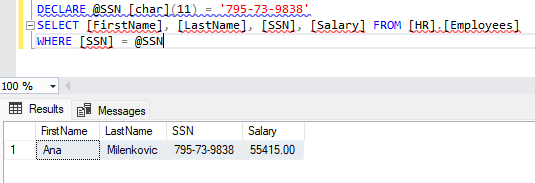 DECLARE @SSN [char](11) = '795-73-9838'
SELECT [FirstName], [LastName], [SSN], [Salary] FROM [HR].[Employees]
WHERE [SSN] = @SSN
100 %
Results Messages
FirstName LastName SSN Salary
1 Ana Milenkovic 795-73-9838 55415.00